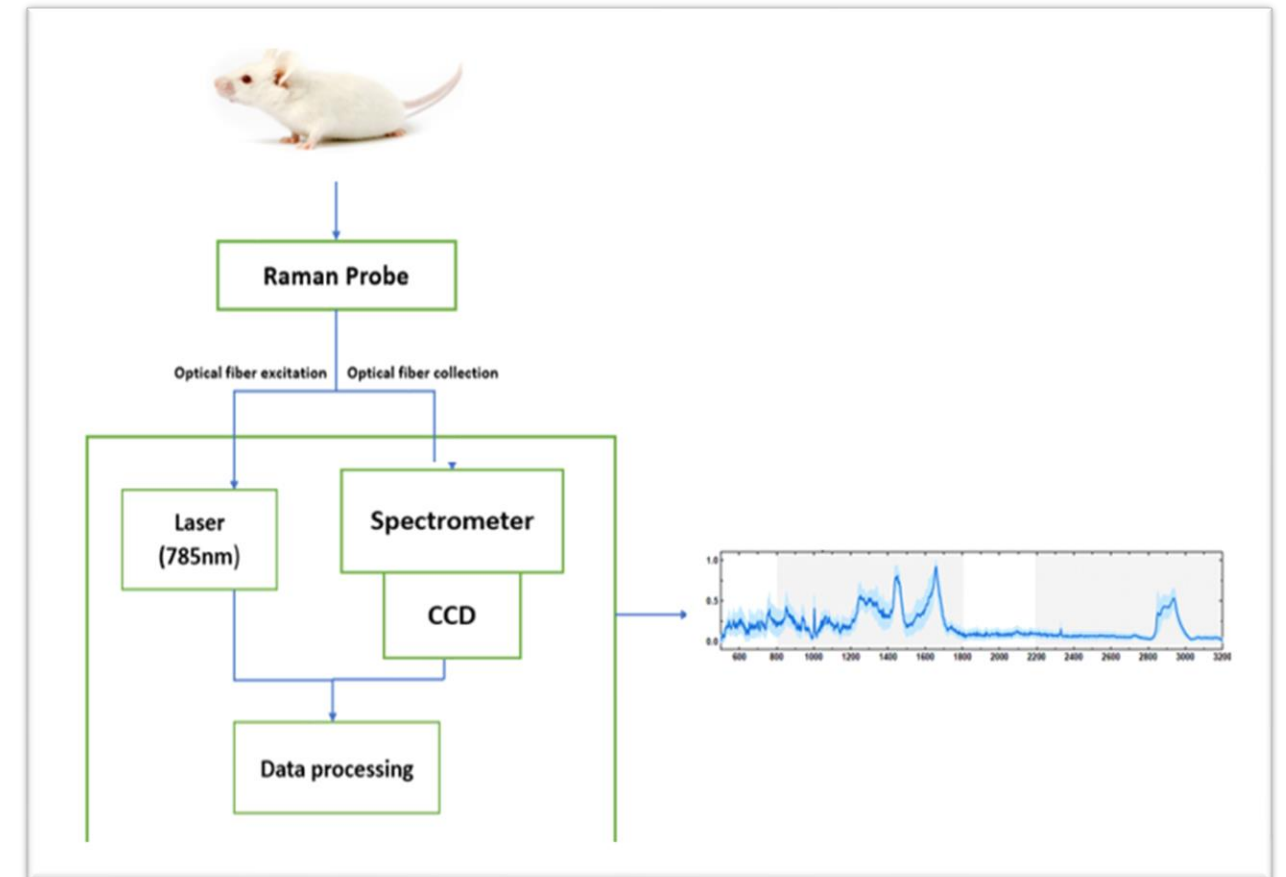 Raman Probe
Optical fiber excitation Optical fiber collection
Laser
(785nm)
Spectrometer
CCD
Data processing
1.0
0.5
0.0
600 800 1000 1200 1400 1600 1800 2000 2200 2400 2600 2800 3000 3200